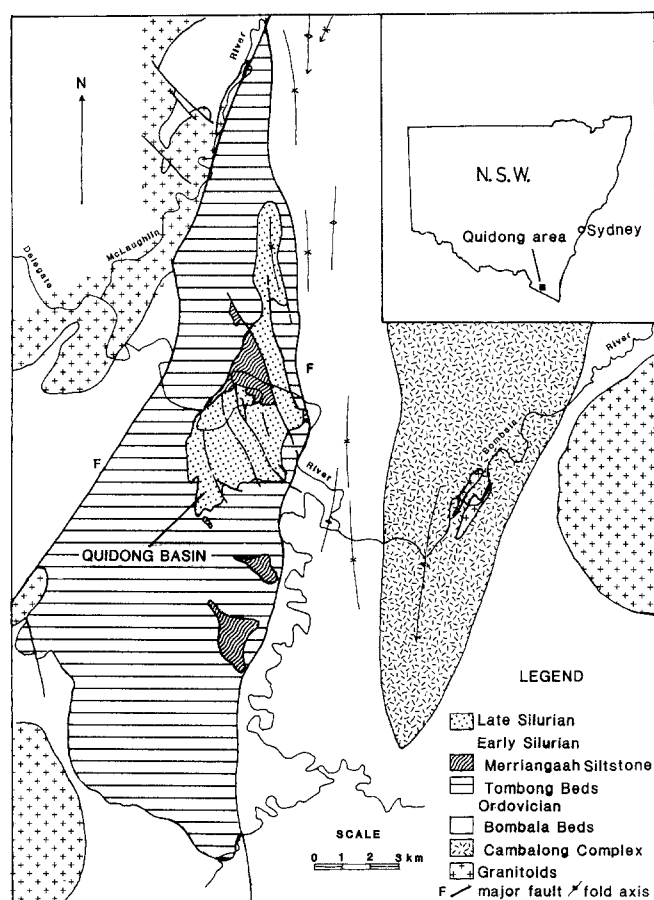 N
River
N.S.W.
Sydney
Quidong area
Delegate
McLaughlin
River
F
Bombala
F
River
QUIDONG BASIN
LEGEND
Late Silurian
Early Silurian
Merriangaah Siltstone
Tombong Beds
Ordovician
Bombala Beds
Cambalong Complex
Granitoids
F major fault fold axis
SCALE
0 1 2 3 km